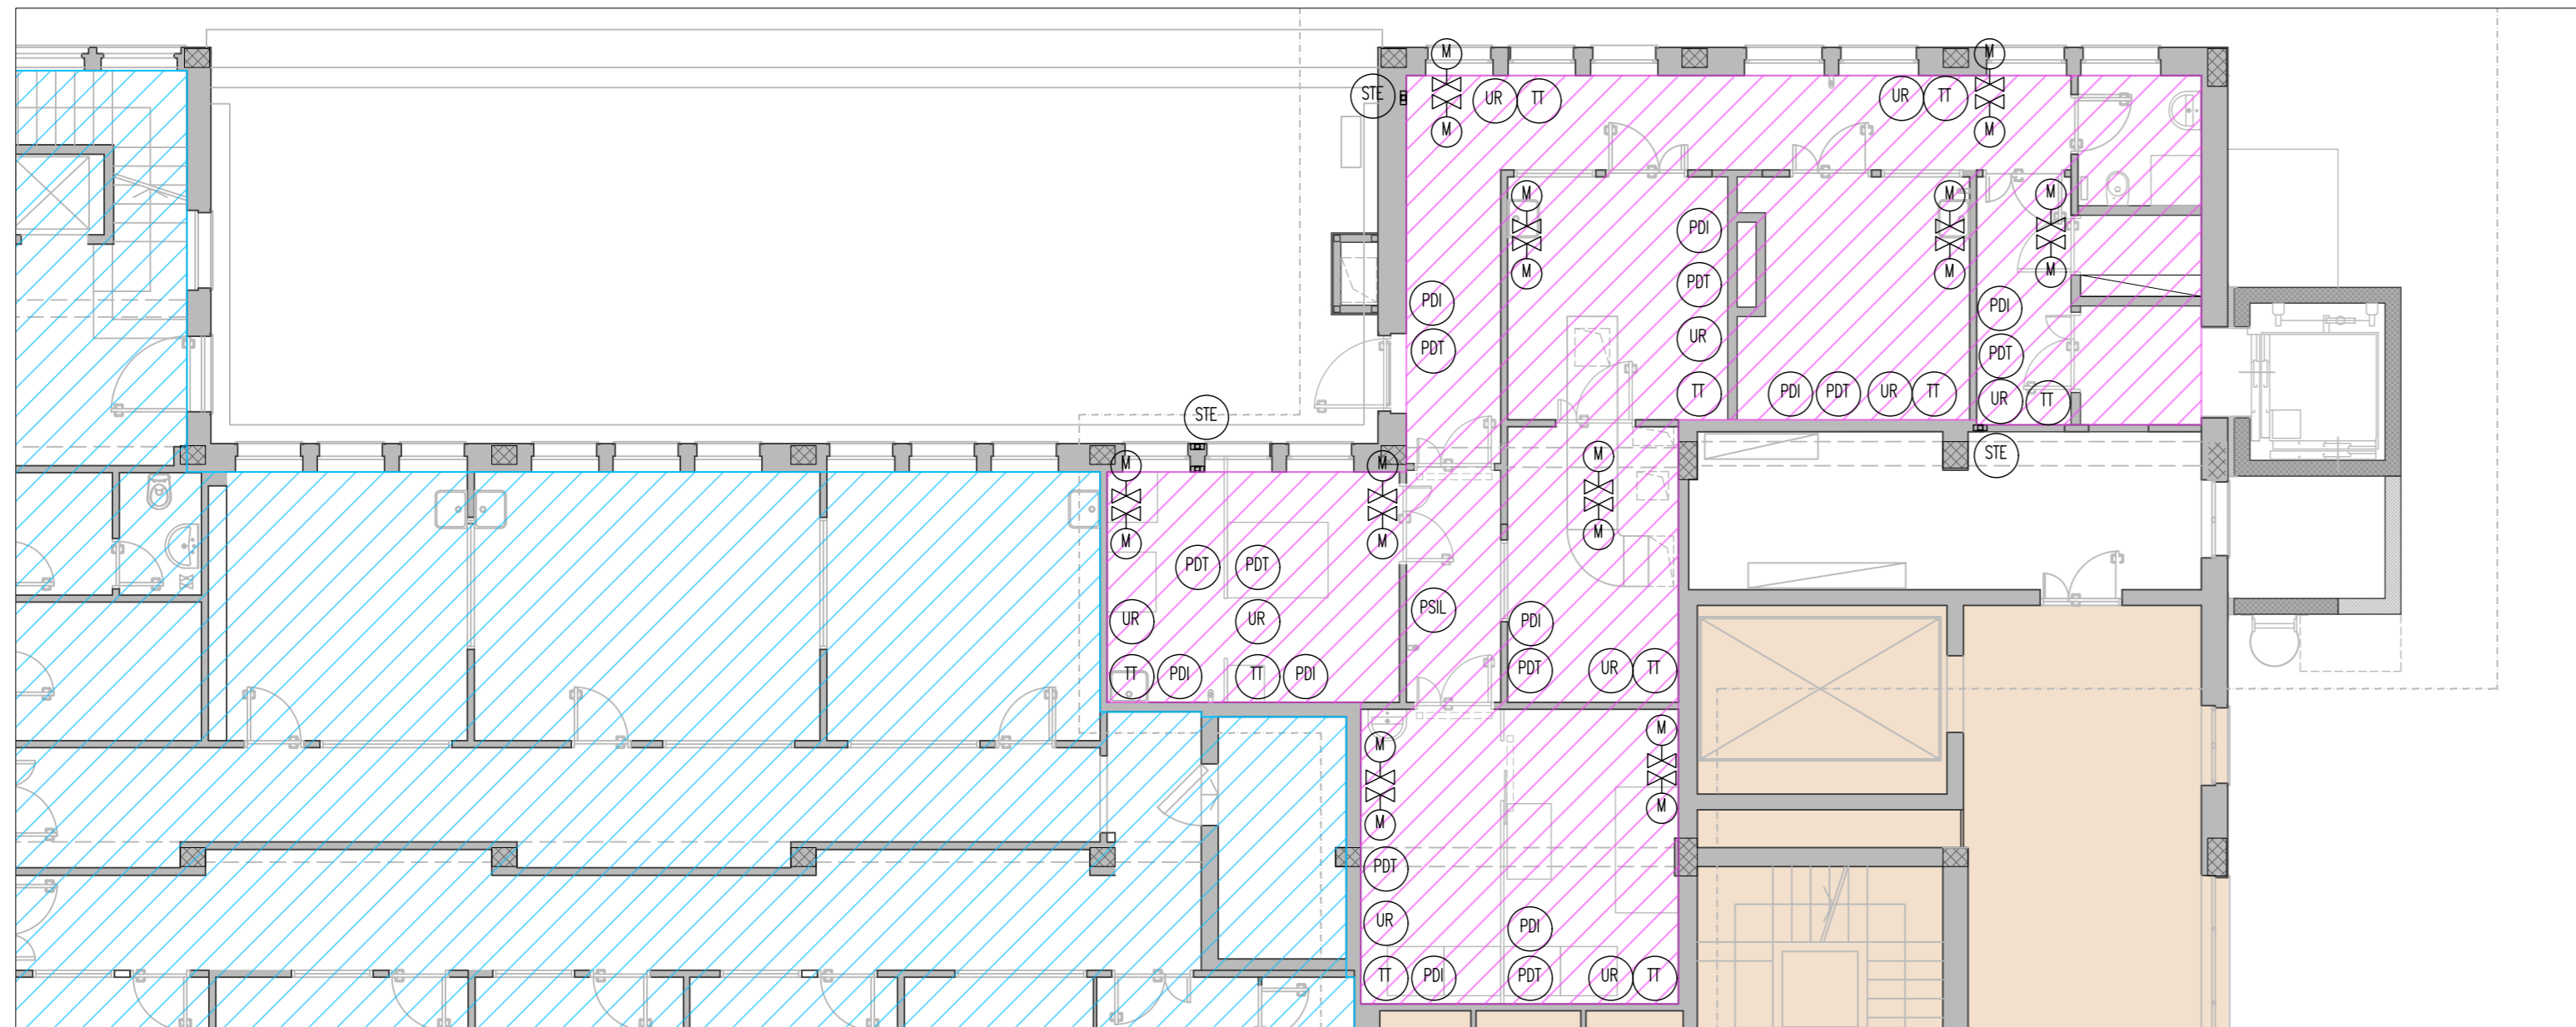 M M
STE UR TT UR TT
M M
M M M
PDI
M M M
PDT
PDI PDI
UR
PDT PDT
TT PDI PDT UR TT UR TT
STE
STE
M M M
M M M
PDT PDT
PSIL
UR UR PDI
TT PDI TT PDI PDT UR TT
M M
M M
PDT
UR PDI
TT PDI PDT UR TT